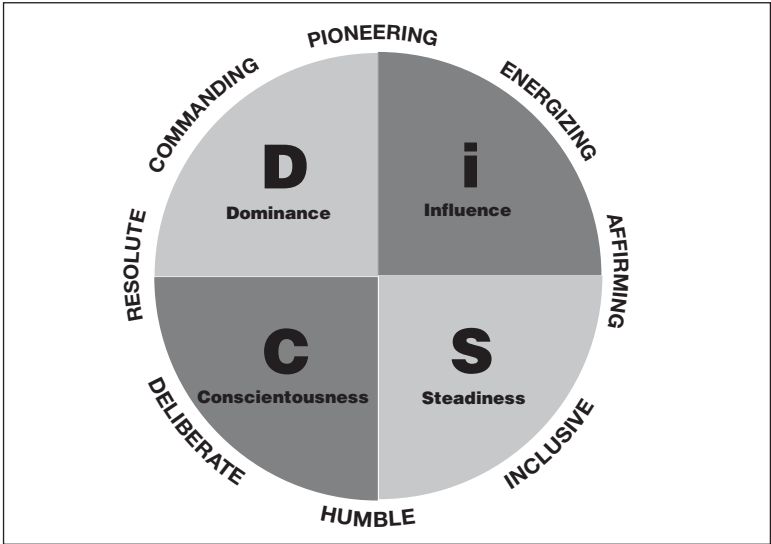 PIONEERING
COMMANDING
ENERGIZING
D
Dominance
i
Influence
RESOLUTE
AFFIRMING
C
Conscientousness
S
Steadiness
DELIBERATE
INCLUSIVE
HUMBLE